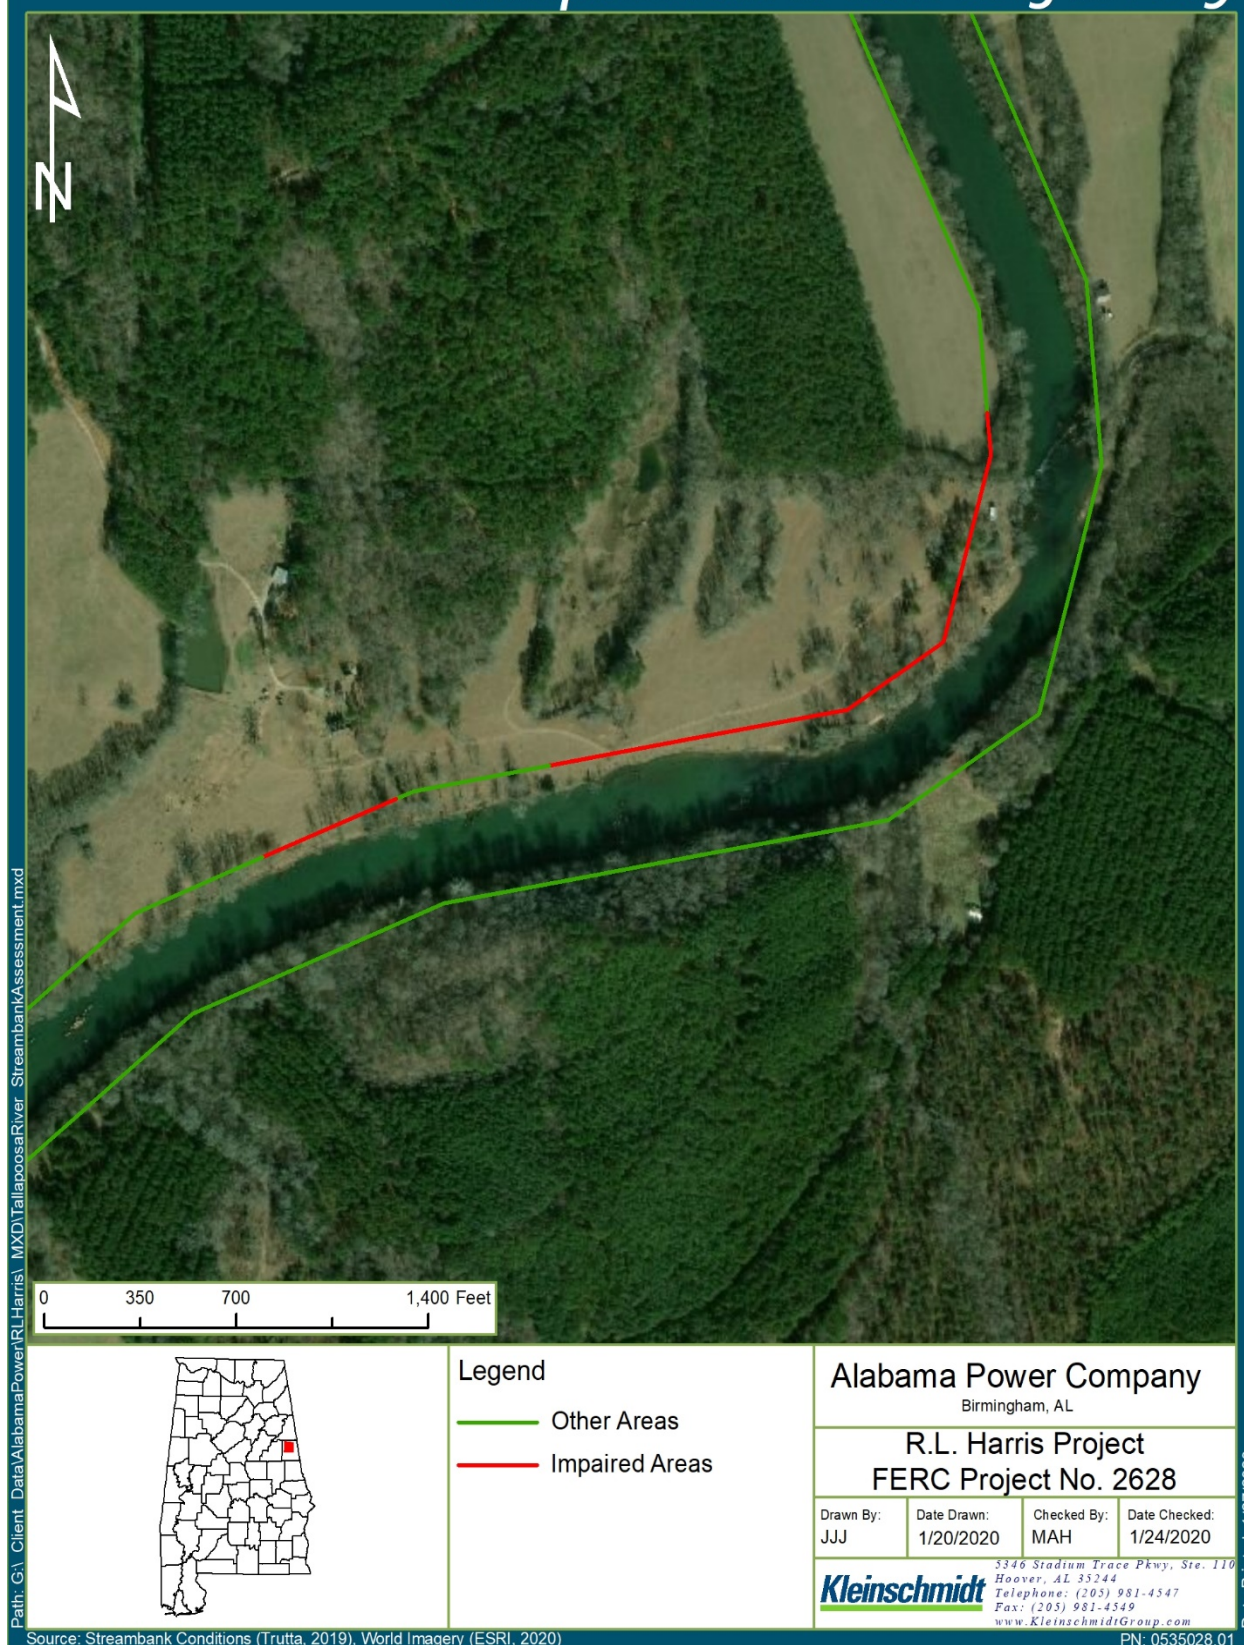 N
0 350 700 1,400 Feet
Legend
Other Areas
Impaired Areas
Alabama Power Company
Birmingham, AL
R.L. Harris Project
FERC Project No. 2628
Drawn By: Date Drawn: Checked By: Date Checked:
JJJ 1/20/2020 MAH 1/24/2020
Kleinschmidt
5346 Stadium Trace Pkwy, Ste. 110
Hoover, AL 35244
Telephone: (205) 981-4547
Fax: (205) 981-4549
www.KleinschmidtGroup.com
Path: G:\_Client_Data\AlabamaPower\RLHarris\_MXD\TallapoosaRiver_StreambankAssessment.mxd
Source: Streambank Conditions (Trutta, 2019), World Imagery (ESRI, 2020)
PN: 0535028.01